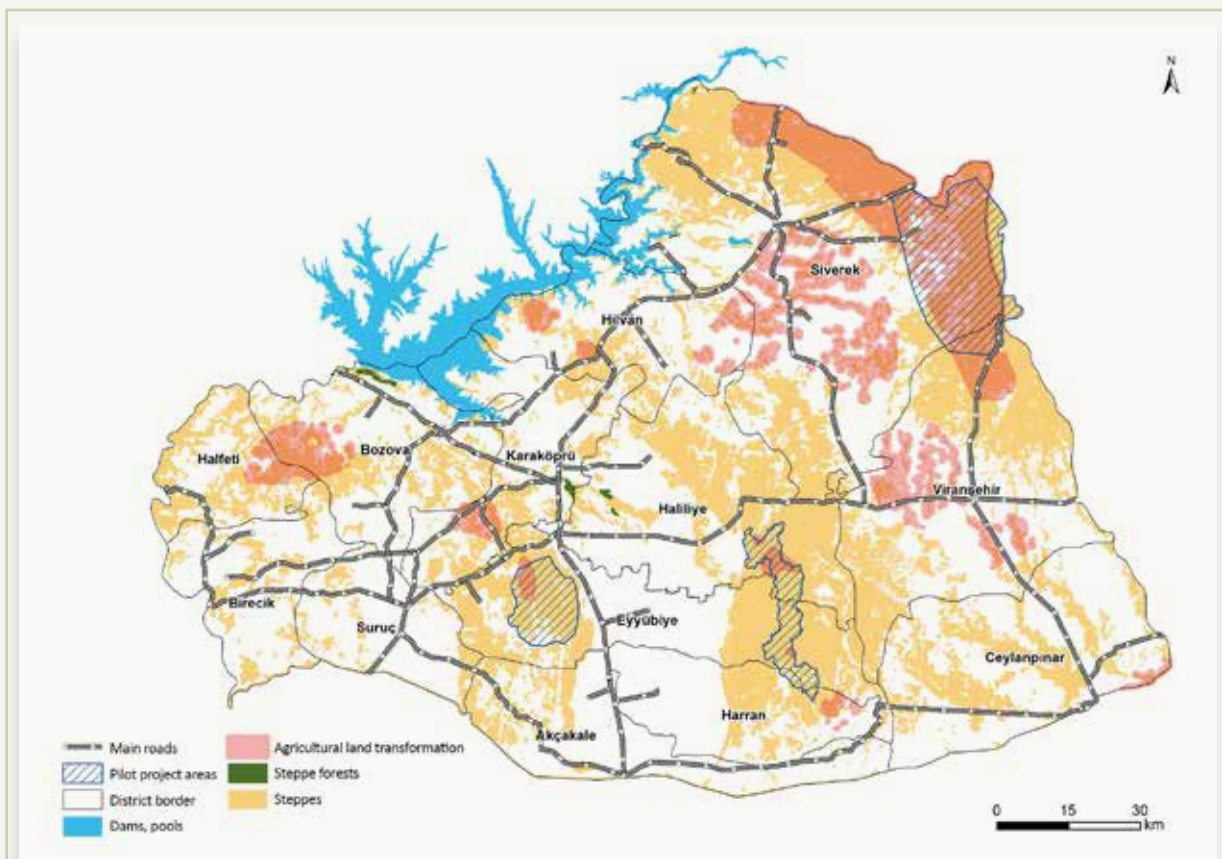 N
Siverek
Hilvan
Halfeti
Bozova
Karaköprü
Haliliye
Viranşehir
Birecik
Suruç
Eyyübiye
Ceylanpınar
Harran
Akçakale
Main roads
Pilot project areas
District border
Dams, pools
Agricultural land transformation
Steppe forests
Steppes
0 15 30
km